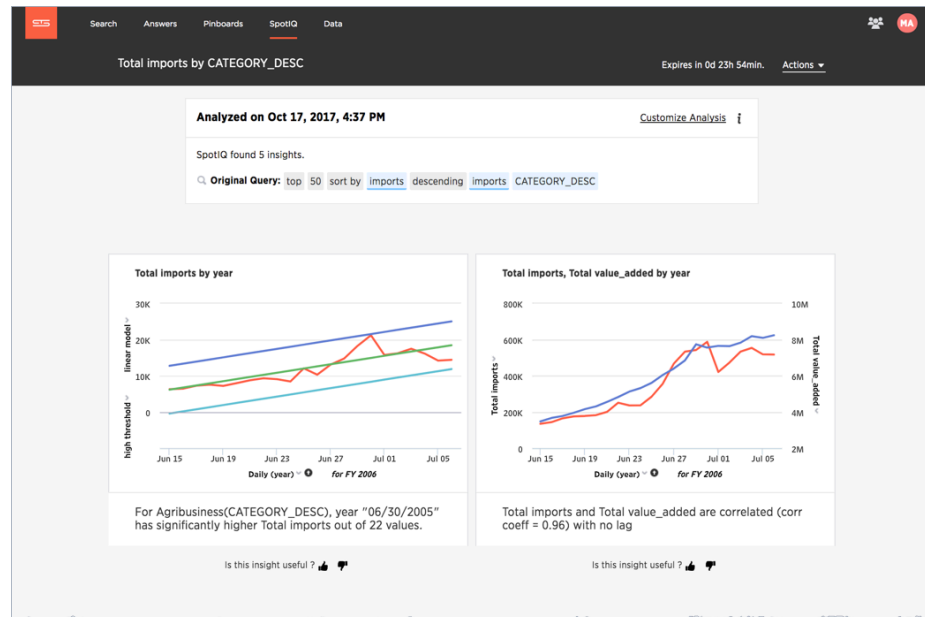 STS
Search Answers Pinboards SpotIQ Data
MA
Total imports by CATEGORY_DESC
Expires in 0d 23h 54min. Actions
Analyzed on Oct 17, 2017, 4:37 PM
Customize Analysis i
SpotIQ found 5 insights.
Original Query: top 50 sort by imports descending imports CATEGORY_DESC
Total imports by year
30K
20K
10K
0
linear model
high threshold
Jun 15 Jun 19 Jun 23 Jun 27 Jul 01 Jul 05
Daily (year) for FY 2006
For Agribusiness(CATEGORY_DESC), year "06/30/2005"
has significantly higher Total imports out of 22 values.
Is this insight useful ?
Total imports, Total value_added by year
800K
600K
400K
200K
0
Total imports
10M
8M
6M
4M
2M
Total value_added
Jun 15 Jun 19 Jun 23 Jun 27 Jul 01 Jul 05
Daily (year) for FY 2006
Total imports and Total value_added are correlated (corr
coeff = 0.96) with no lag
Is this insight useful ?